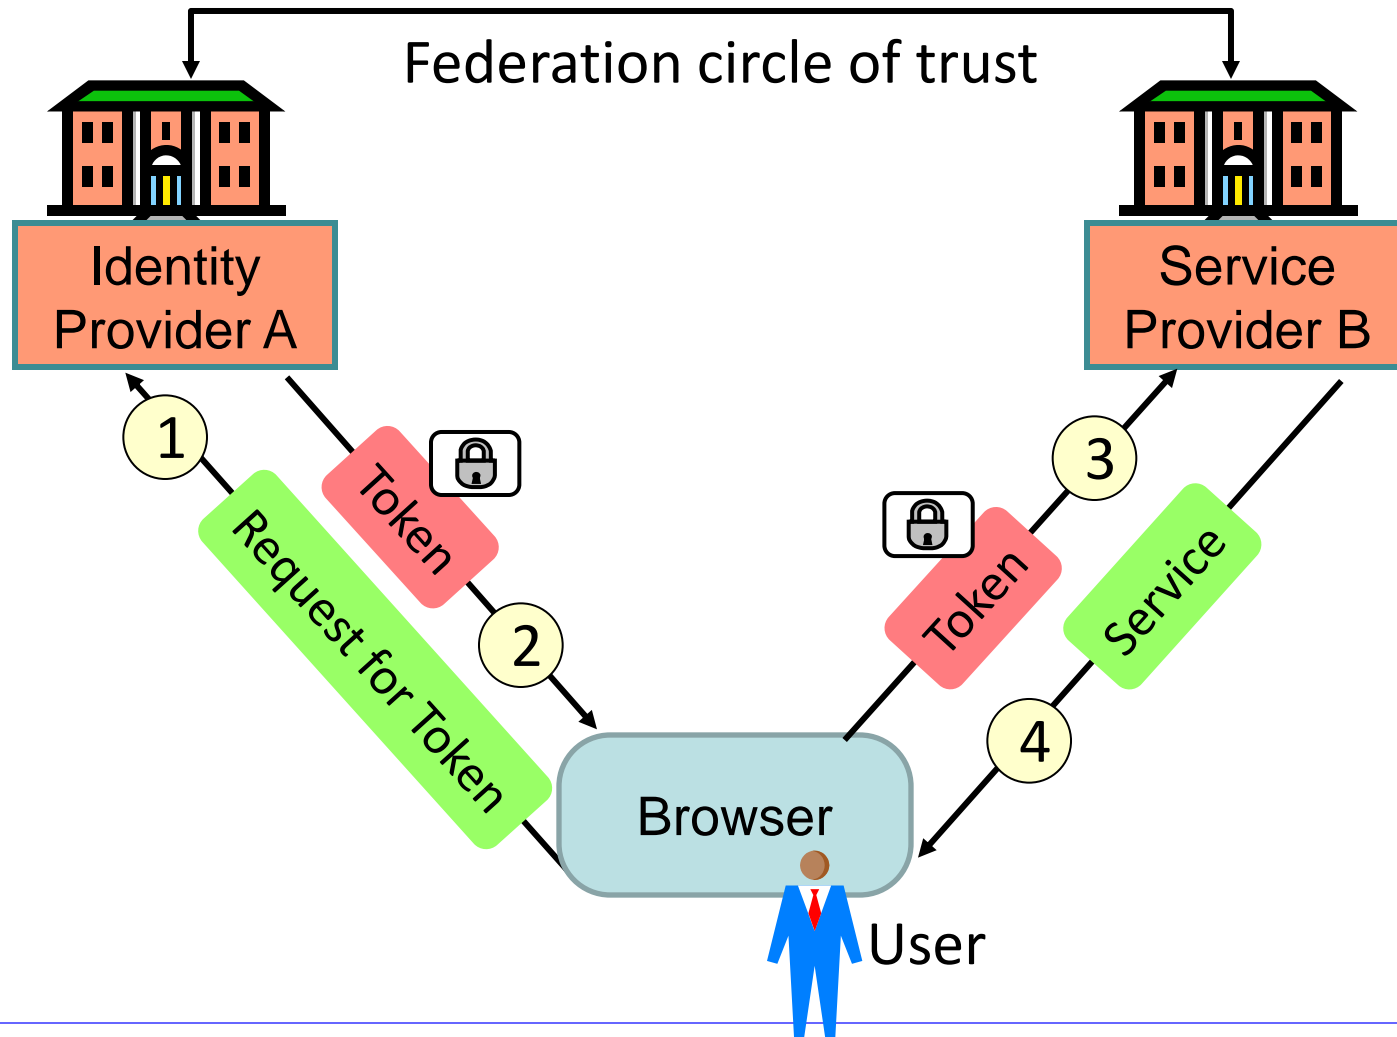 Federation circle of trust
Identity
Provider A
Service
Provider B
1
Request for Token
Token
2
3
Token
Service
4
Browser
User